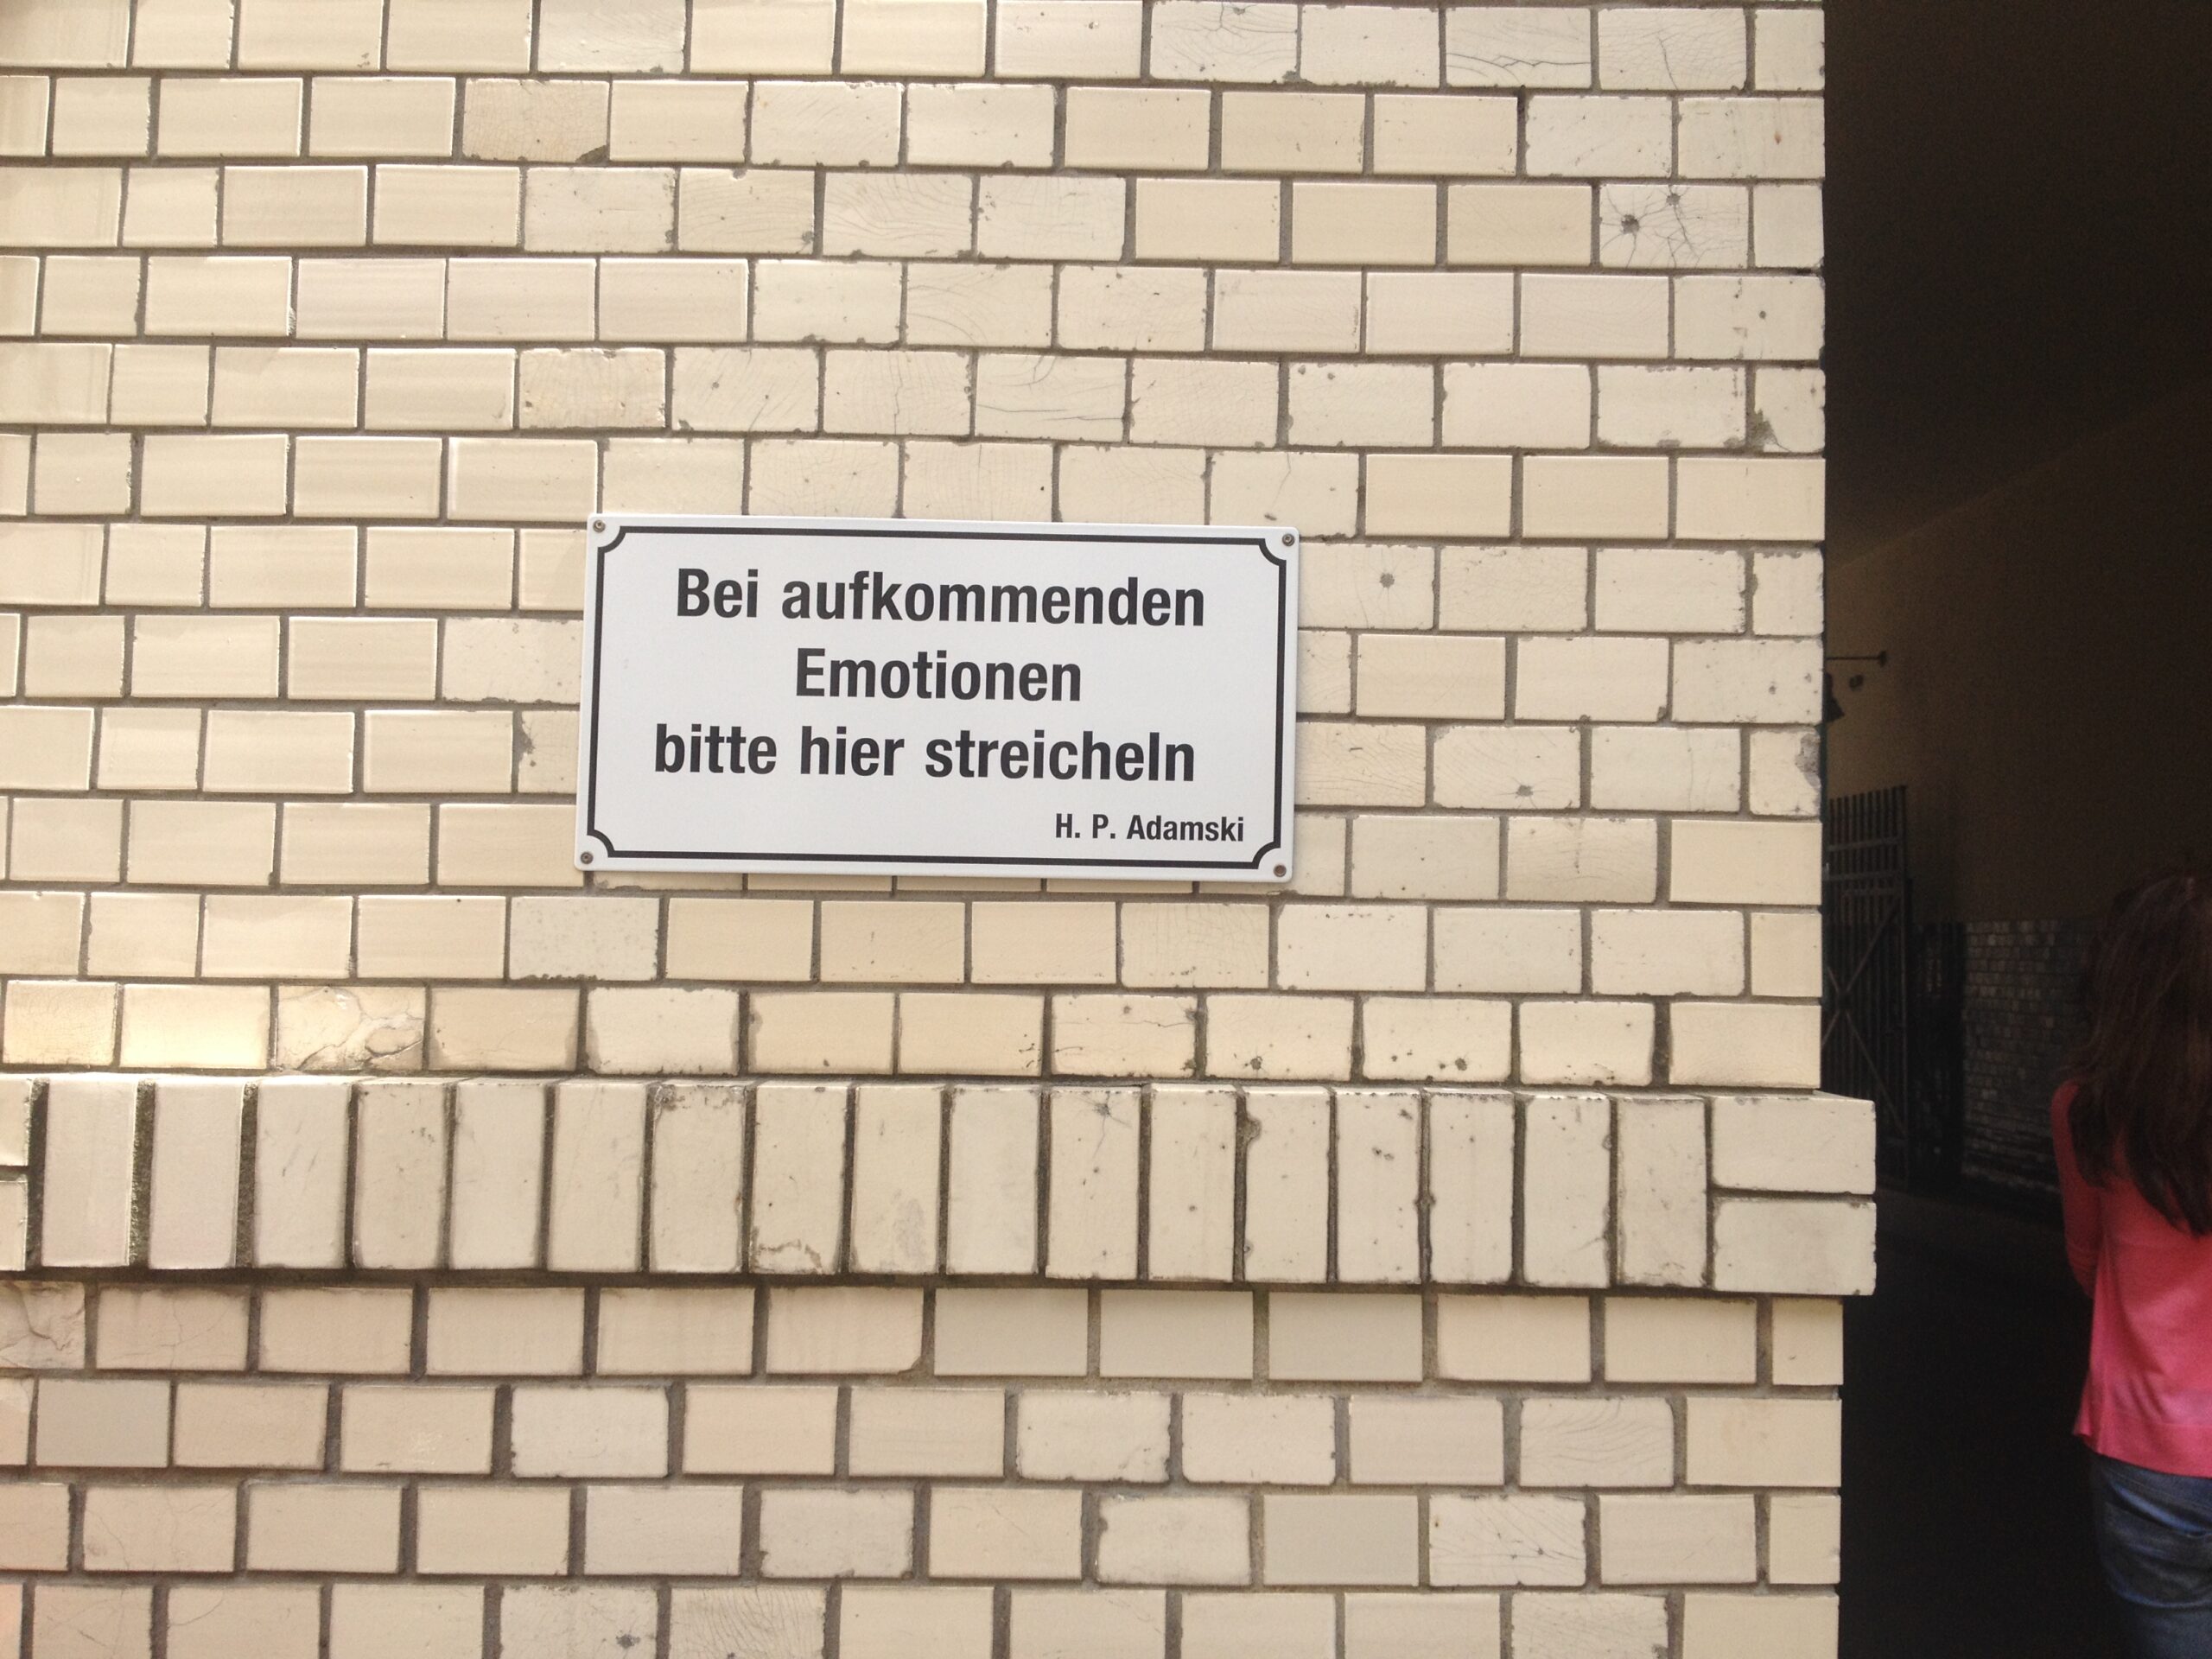 Bei aufkommenden
Emotionen
bitte hier streicheln
H. P. Adamski